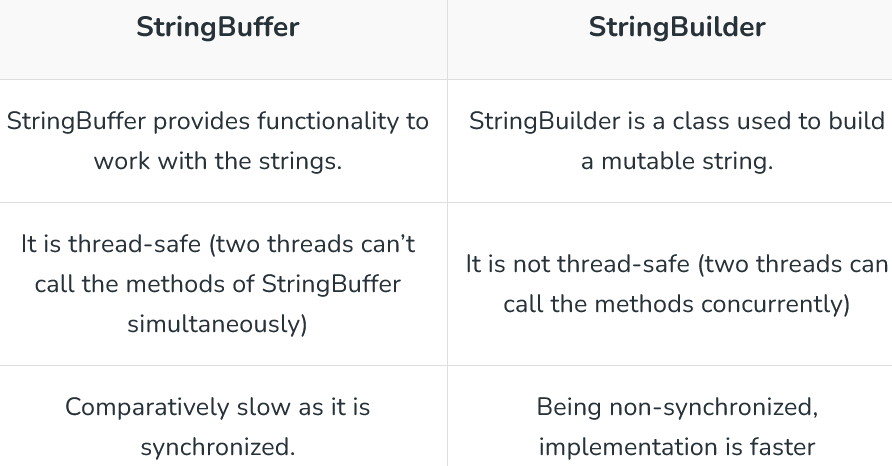 StringBuffer
StringBuilder
StringBuffer provides functionality to
work with the strings.
StringBuilder is a class used to build
a mutable string.
It is thread-safe (two threads can’t
call the methods of StringBuffer
simultaneously)
It is not thread-safe (two threads can
call the methods concurrently)
Comparatively slow as it is
synchronized.
Being non-synchronized,
implementation is faster